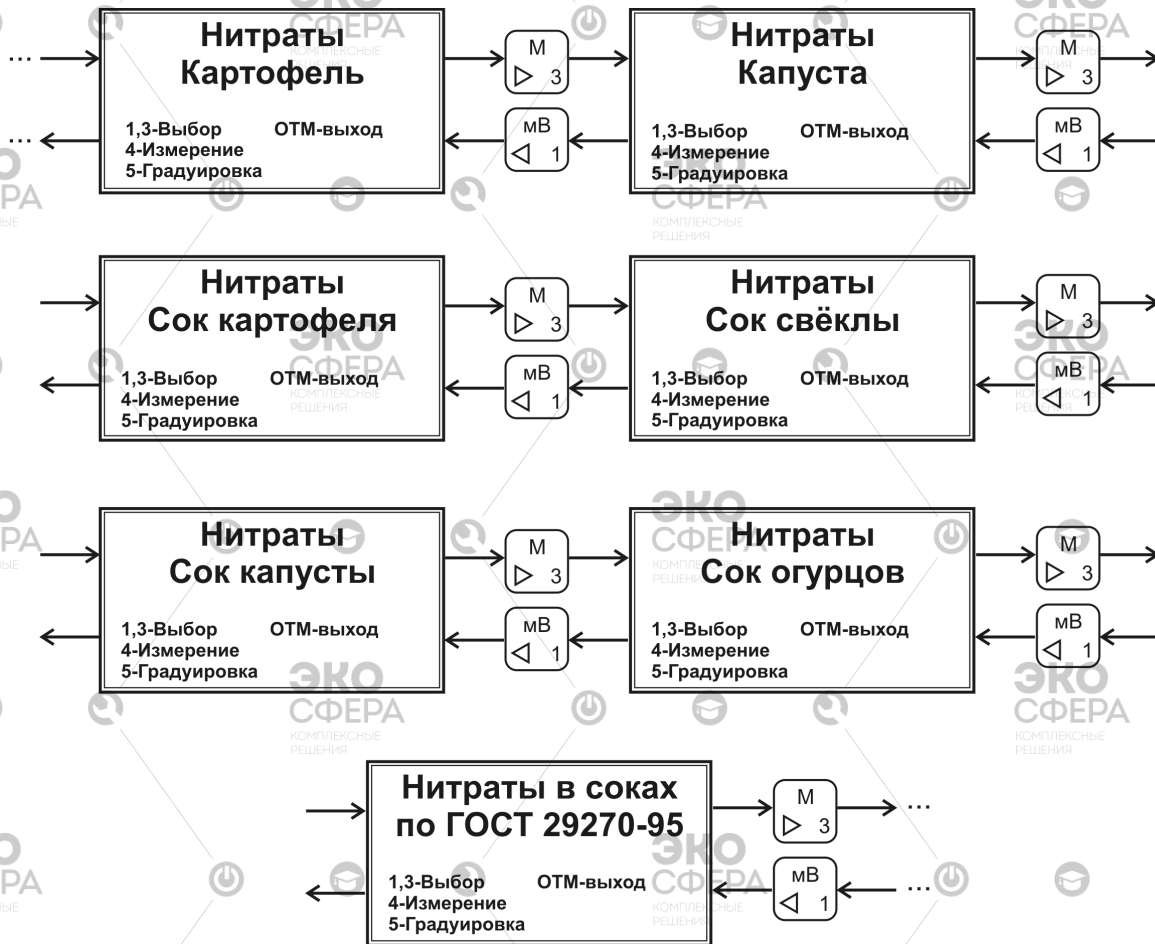 ...
...
Нитраты
Картофель
1,3-Выбор ОТМ-выход
4-Измерение
5-Градуировка
М
3
мВ
1
Нитраты
Капуста
1,3-Выбор ОТМ-выход
4-Измерение
5-Градуировка
М
3
мВ
1
Нитраты
Сок картофеля
1,3-Выбор ОТМ-выход
4-Измерение
5-Градуировка
М
3
мВ
1
Нитраты
Сок свёклы
1,3-Выбор ОТМ-выход
4-Измерение
5-Градуировка
М
3
мВ
1
Нитраты
Сок капусты
1,3-Выбор ОТМ-выход
4-Измерение
5-Градуировка
М
3
мВ
1
Нитраты
Сок огурцов
1,3-Выбор ОТМ-выход
4-Измерение
5-Градуировка
М
3
мВ
1
Нитраты в соках
по ГОСТ 29270-95
1,3-Выбор ОТМ-выход
4-Измерение
5-Градуировка
М
3
...
мВ
1
...
ЭКО
СФЕРА
КОМПЛЕКСНЫЕ
РЕШЕНИЯ